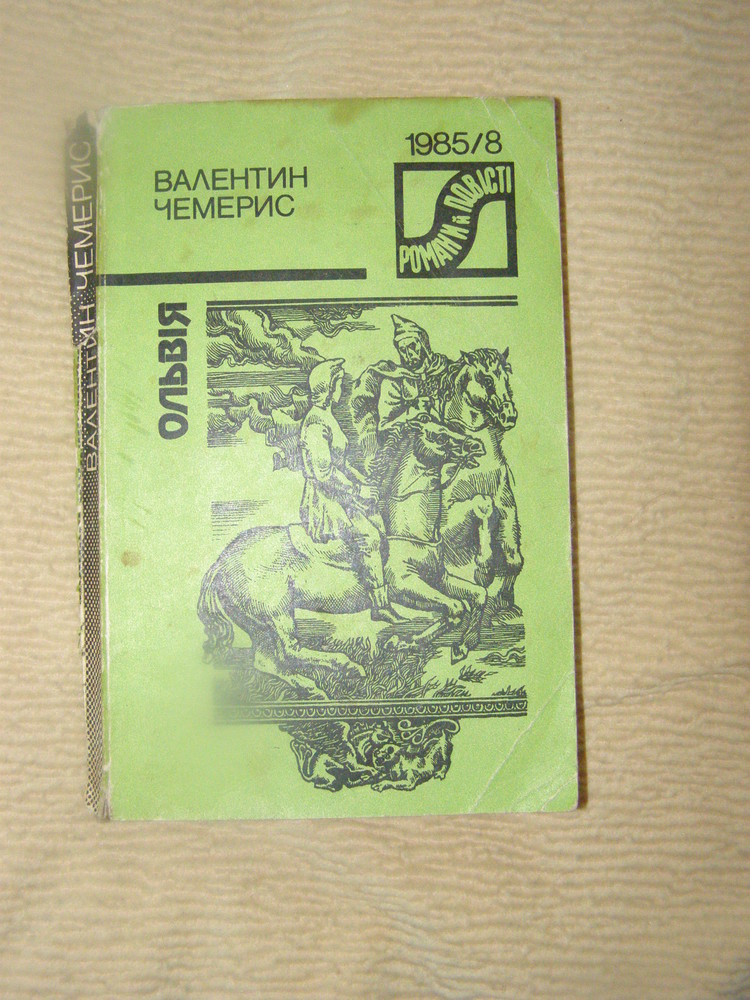 1985/8
ВАЛЕНТИН
ЧЕМЕРИС
РОМАНИ Й ПОВІСТІ
ОЛЬВІЯ
ВАЛЕНТИН ЧЕМЕРИС